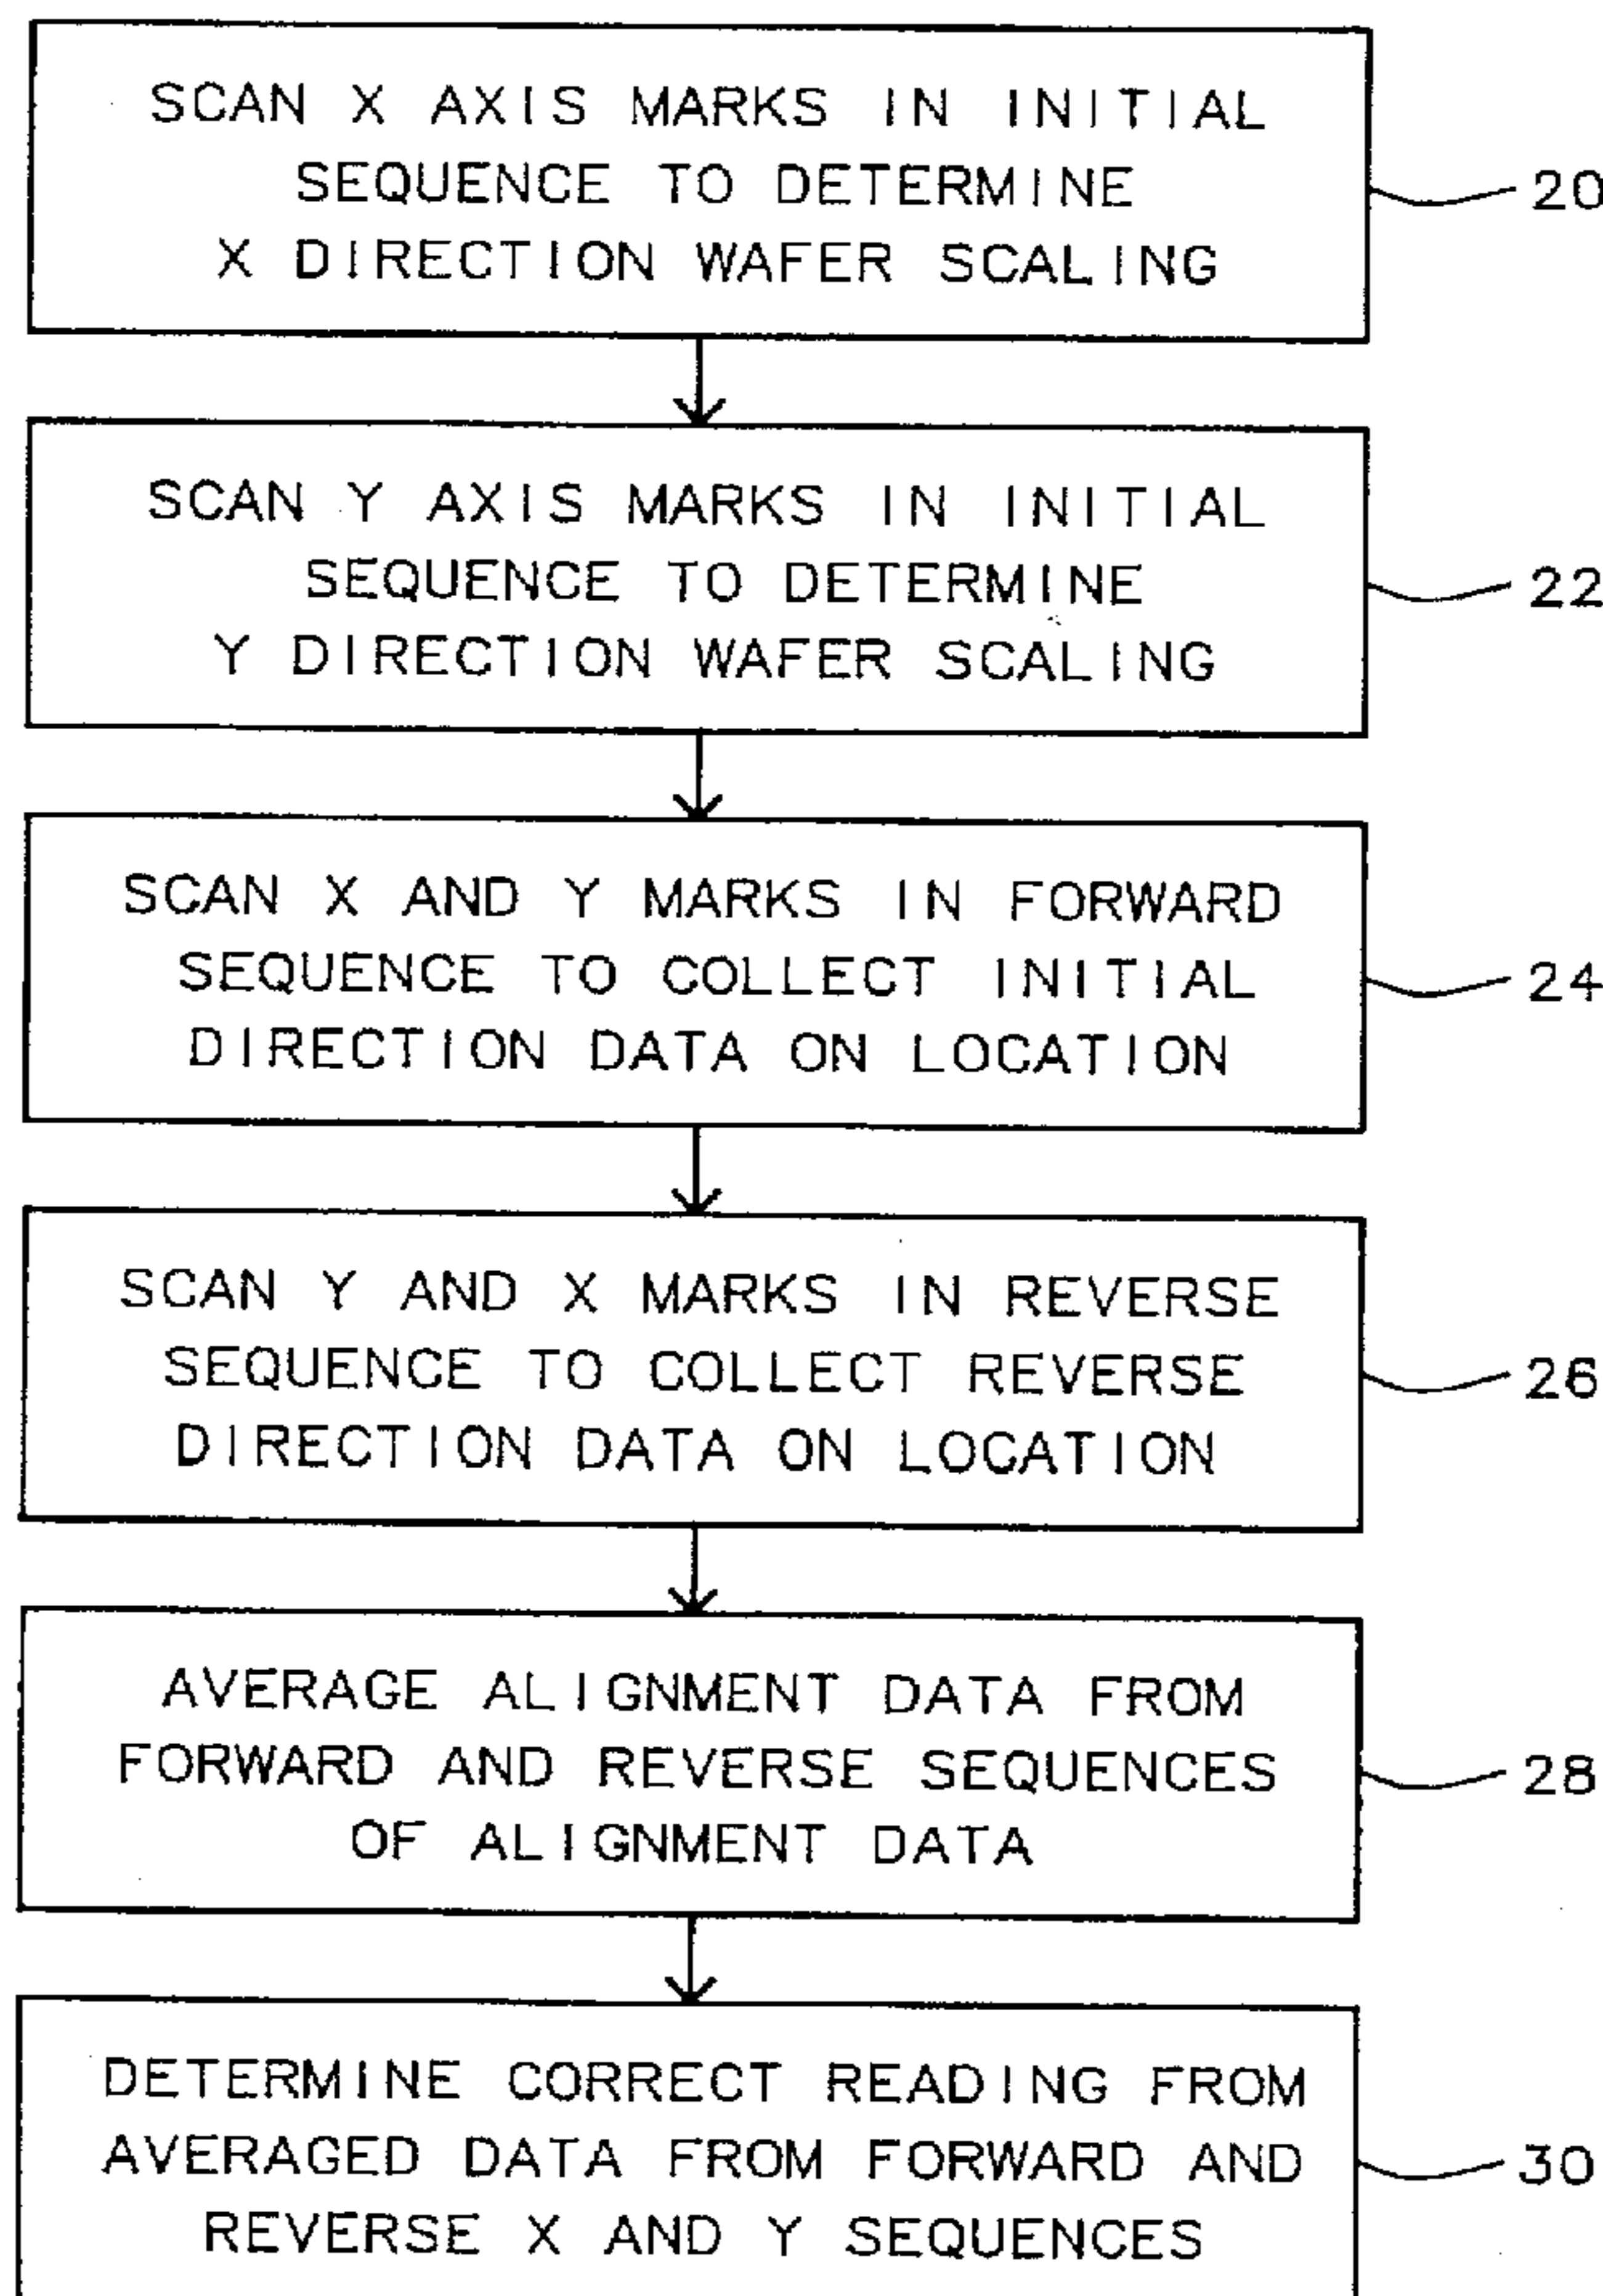 SCAN X AXIS MARKS IN INITIAL
SEQUENCE TO DETERMINE
X DIRECTION WAFER SCALING
20
SCAN Y AXIS MARKS IN INITIAL
SEQUENCE TO DETERMINE
Y DIRECTION WAFER SCALING
22
SCAN X AND Y MARKS IN FORWARD
SEQUENCE TO COLLECT INITIAL
DIRECTION DATA ON LOCATION
24
SCAN Y AND X MARKS IN REVERSE
SEQUENCE TO COLLECT REVERSE
DIRECTION DATA ON LOCATION
26
AVERAGE ALIGNMENT DATA FROM
FORWARD AND REVERSE SEQUENCES
OF ALIGNMENT DATA
28
DETERMINE CORRECT READING FROM
AVERAGED DATA FROM FORWARD AND
REVERSE X AND Y SEQUENCES
30